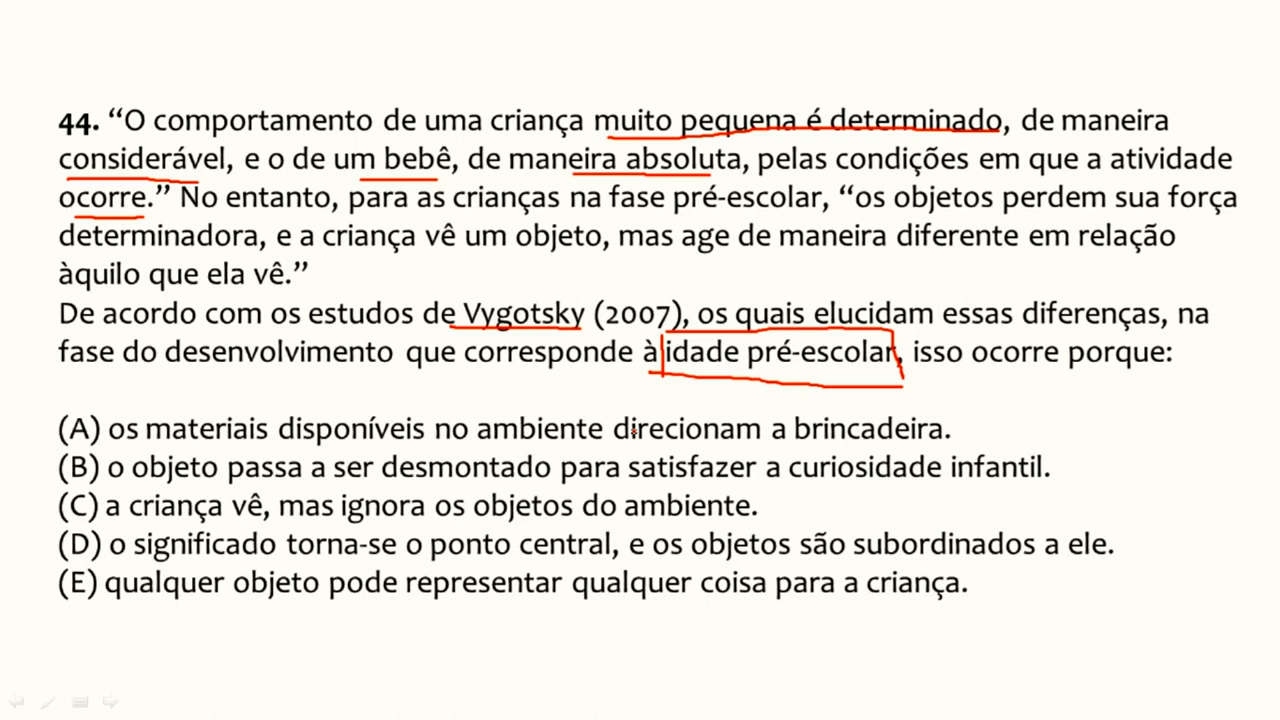 44. “O comportamento de uma criança muito pequena é determinado, de maneira
considerável, e o de um bebê, de maneira absoluta, pelas condições em que a atividade
ocorre.” No entanto, para as crianças na fase pré-escolar, “os objetos perdem sua força
determinadora, e a criança vê um objeto, mas age de maneira diferente em relação
àquilo que ela vê.”
De acordo com os estudos de Vygotsky (2007), os quais elucidam essas diferenças, na
fase do desenvolvimento que corresponde à idade pré-escolar, isso ocorre porque:
(A) os materiais disponíveis no ambiente direcionam a brincadeira.
(B) o objeto passa a ser desmontado para satisfazer a curiosidade infantil.
(C) a criança vê, mas ignora os objetos do ambiente.
(D) o significado torna-se o ponto central, e os objetos são subordinados a ele.
(E) qualquer objeto pode representar qualquer coisa para a criança.